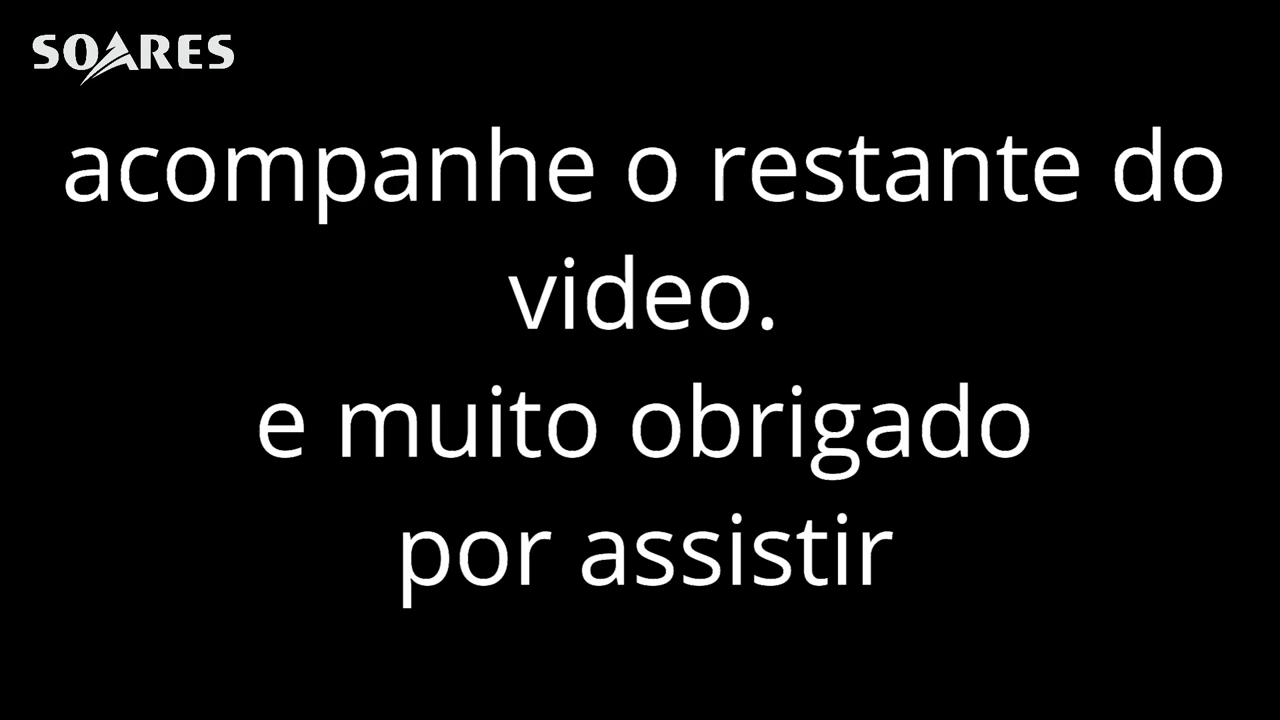 SOARES
acompanhe o restante do
video.
e muito obrigado
por assistir